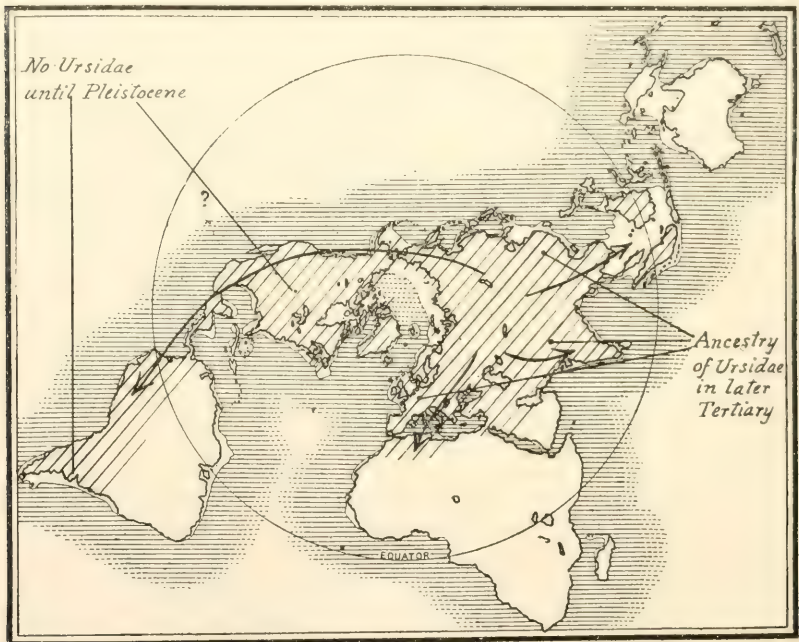 No Ursidae
until Pleistocene
?
Ancestry
of Ursidae
in later
Tertiary
EQUATOR